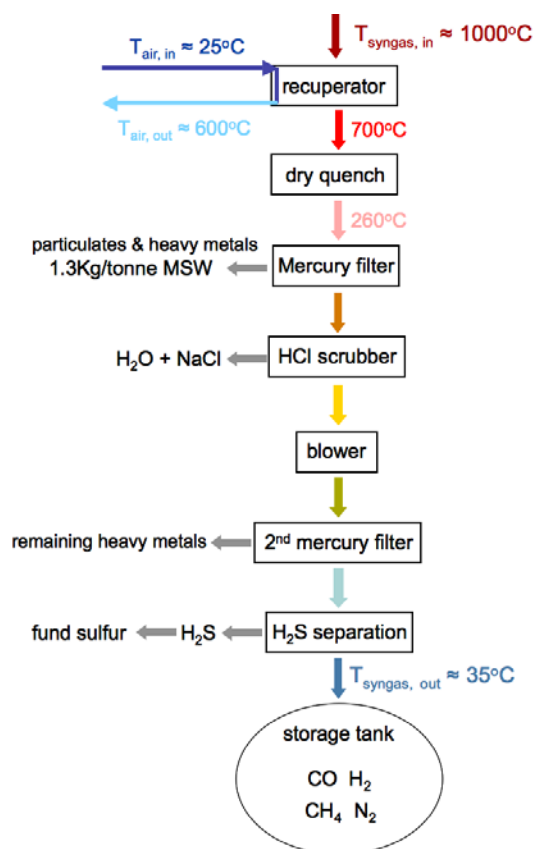 T_syngas, in ≈ 1000°C
T_air, in ≈ 25°C
recuperator
T_air, out ≈ 600°C
700°C
dry quench
260°C
particulates & heavy metals
1.3Kg/tonne MSW
Mercury filter
H₂O + NaCl
HCl scrubber
blower
remaining heavy metals
2ⁿᵈ mercury filter
fund sulfur
H₂S
H₂S separation
T_syngas, out ≈ 35°C
storage tank
CO H₂
CH₄ N₂